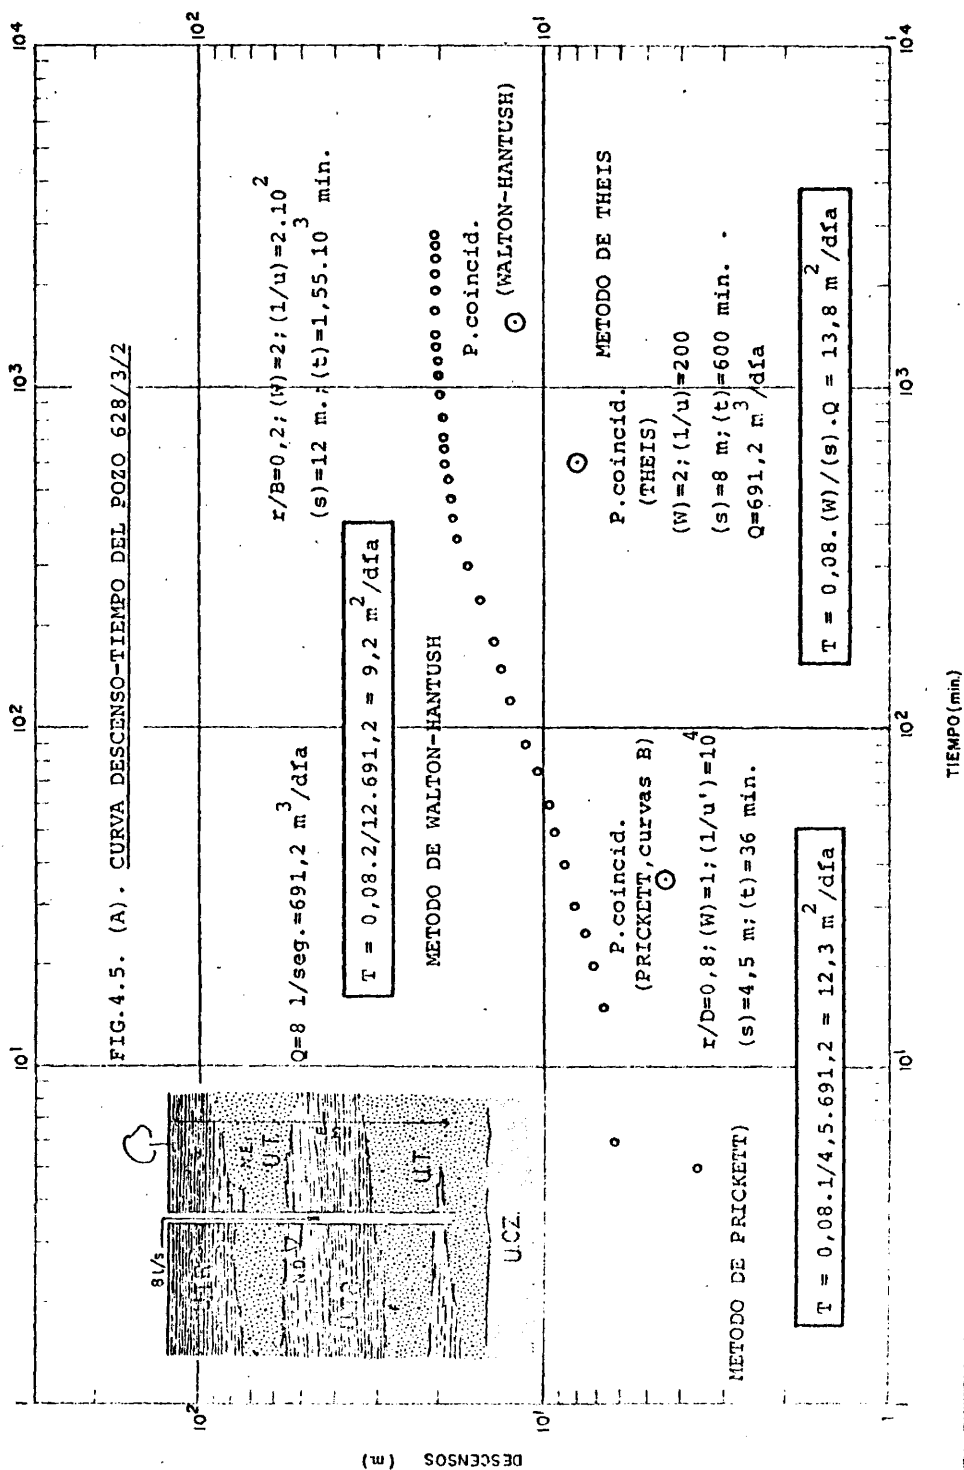 FIG.4.5. (A). CURVA DESCENSO-TIEMPO DEL POZO 628/3/2
Q=8 l/seg.=691,2 m³/día
r/B=0,2;(W)=2;(1/u)=2.10²
(s)=12 m.;(t)=1,55.10³ min.
T = 0,08.2/12.691,2 = 9,2 m²/día
METODO DE WALTON-HANTUSH
P.coincid.
(WALTON-HANTUSH)
P.coincid.
(PRICKETT,curvas B)
r/D=0,8;(W)=1;(1/u')=10⁴
(s)=4,5 m;(t)=36 min.
METODO DE PRICKETT)
T = 0,08.1/4,5.691,2 = 12,3 m²/día
METODO DE THEIS
P.coincid.
(THEIS)
(W)=2;(1/u)=200
(s)=8 m;(t)=600 min.
Q=691,2 m³/día
T = 0,08.(W)/(s).Q = 13,8 m²/día
8 l/s
N.E.
U.T.
N.D.
U.T.
U.CZ.
DESCENSOS (m)
10²
10¹
1
10²
10¹
1
10¹
10²
10³
10⁴
1
10¹
10²
10³
10⁴
TIEMPO (min.)